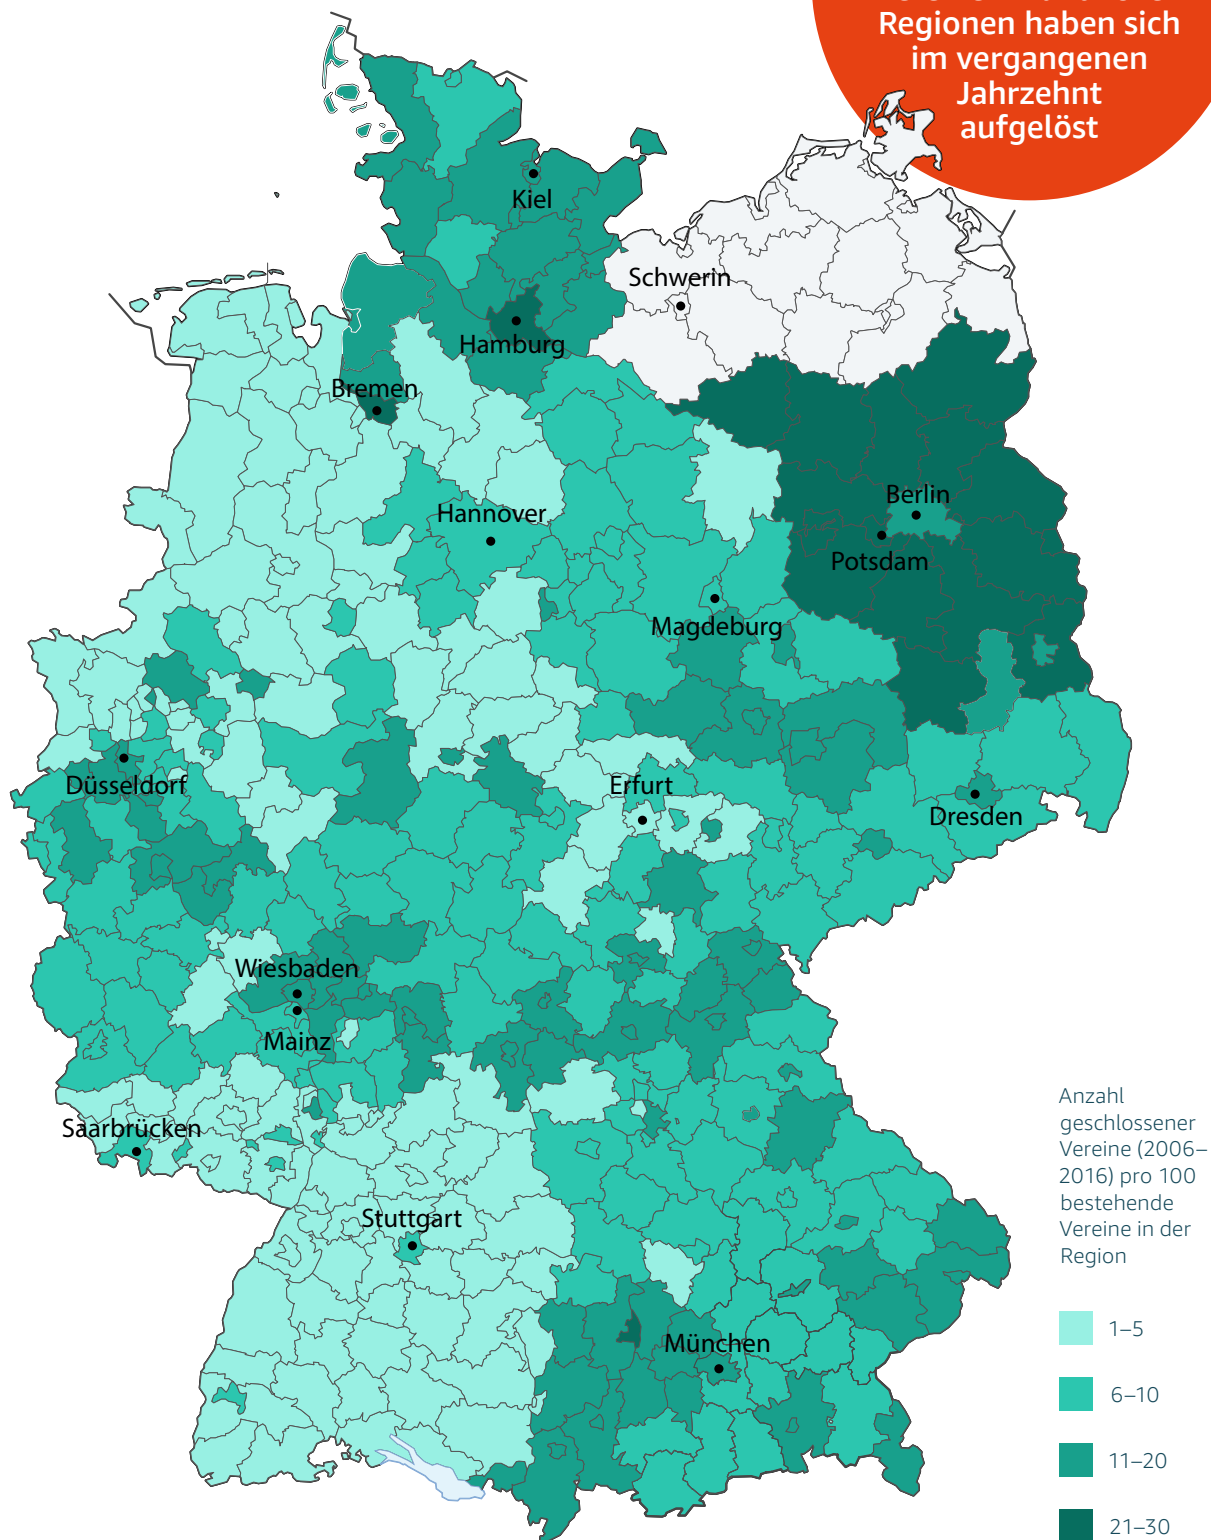 Regionen haben sich
im vergangenen
Jahrzehnt
aufgelöst
Kiel
Schwerin
Hamburg
Bremen
Berlin
Hannover
Potsdam
Magdeburg
Düsseldorf
Erfurt
Dresden
Wiesbaden
Mainz
Saarbrücken
Stuttgart
München
Anzahl
geschlossener
Vereine (2006–
2016) pro 100
bestehende
Vereine in der
Region
1–5
6–10
11–20
21–30